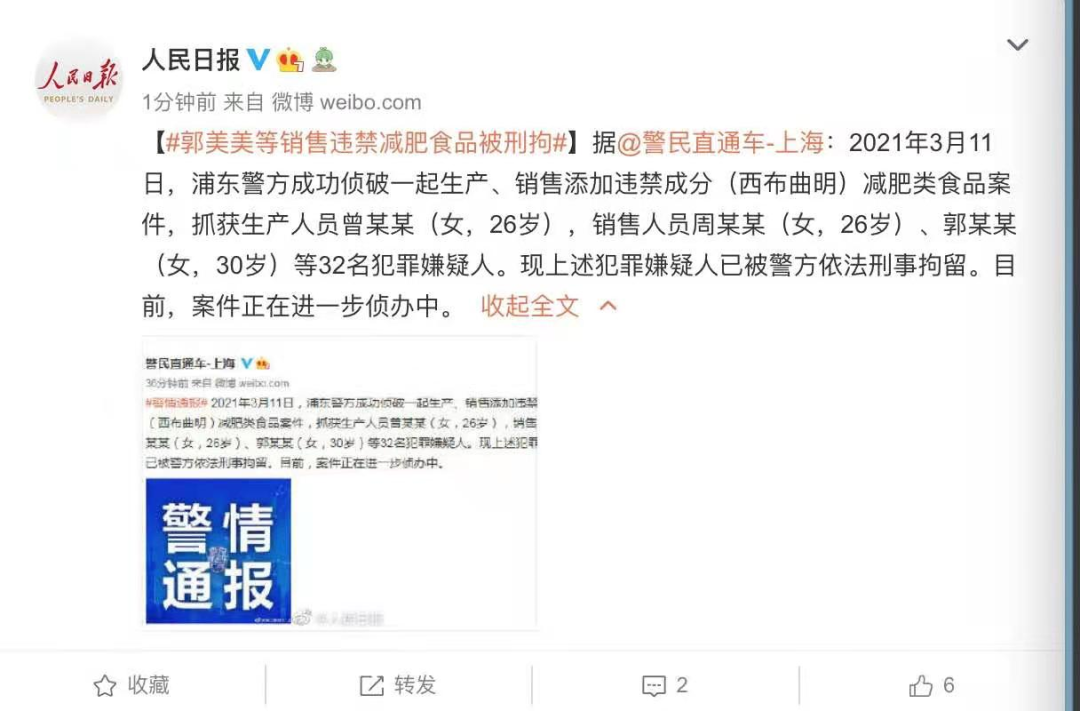 人民日报
PEOPLE'S DAILY
人民日报
1分钟前 来自 微博 weibo.com
【#郭美美等销售违禁减肥食品被刑拘#】据@警民直通车-上海：2021年3月11
日，浦东警方成功侦破一起生产、销售添加违禁成分（西布曲明）减肥类食品案
件，抓获生产人员曾某某（女，26岁），销售人员周某某（女，26岁）、郭某某
（女，30岁）等32名犯罪嫌疑人。现上述犯罪嫌疑人已被警方依法刑事拘留。目
前，案件正在进一步侦办中。 收起全文
警民直通车-上海
36分钟前 来自 微博 weibo.com
#警情通报# 2021年3月11日，浦东警方成功侦破一起生产、销售添加违禁
（西布曲明）减肥类食品案件，抓获生产人员曾某某（女，26岁），销售
某某（女，26岁）、郭某某（女，30岁）等32名犯罪嫌疑人。现上述犯罪
已被警方依法刑事拘留。目前，案件正在进一步侦办中。
警情
通报
@人民日报
收藏
转发
2
6